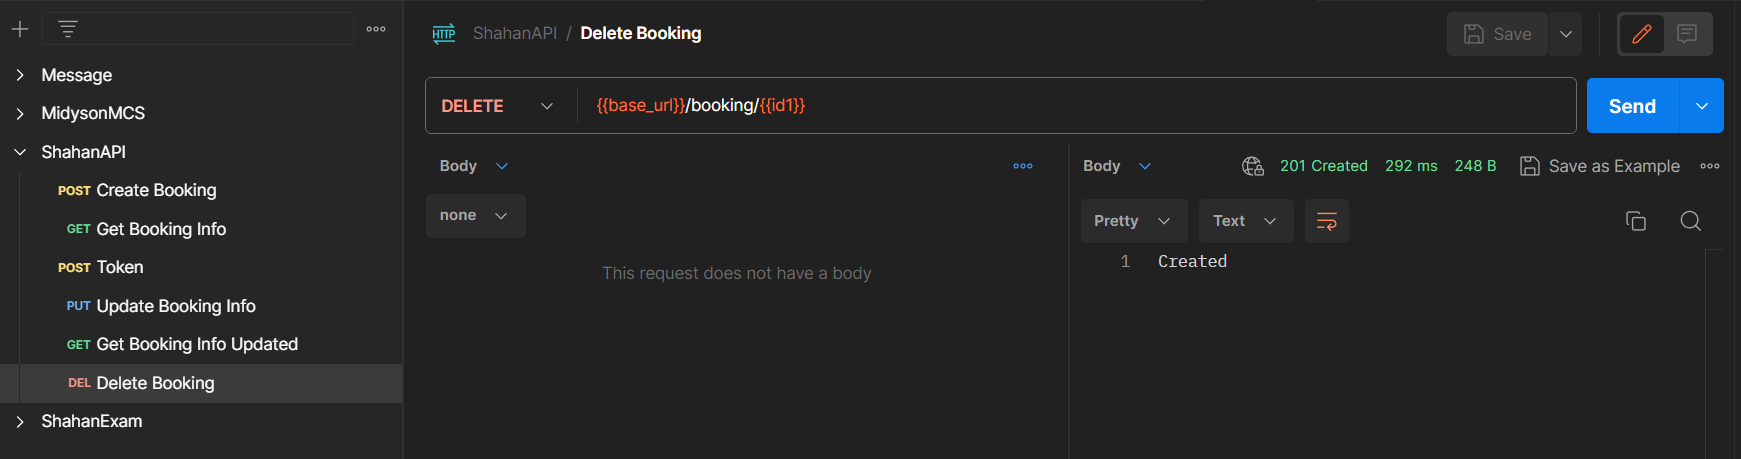 Message
MidysonMCS
ShahanAPI
POST Create Booking
GET Get Booking Info
POST Token
PUT Update Booking Info
GET Get Booking Info Updated
DEL Delete Booking
ShahanExam
HTTP ShahanAPI / Delete Booking
Save
DELETE {{base_url}}/booking/{{id1}}
Send
Body
none
This request does not have a body
Body 201 Created 292 ms 248 B Save as Example
Pretty Text
1 Created